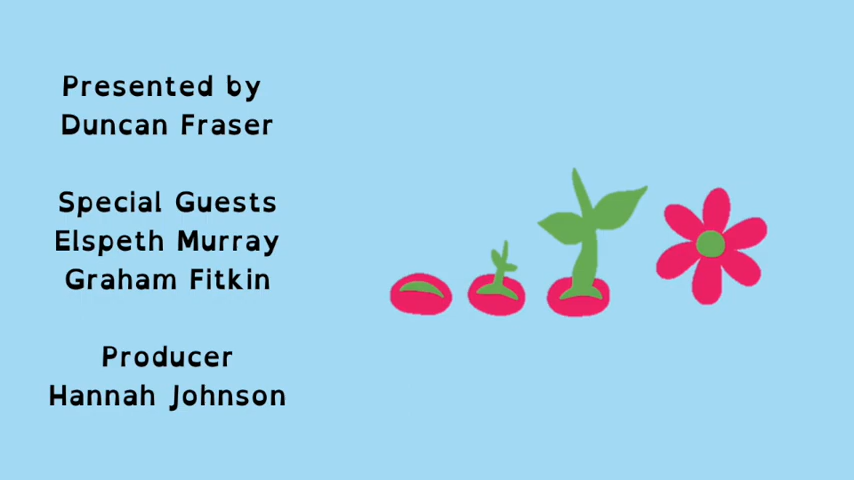 Presented by
Duncan Fraser
Special Guests
Elspeth Murray
Graham Fitkin
Producer
Hannah Johnson